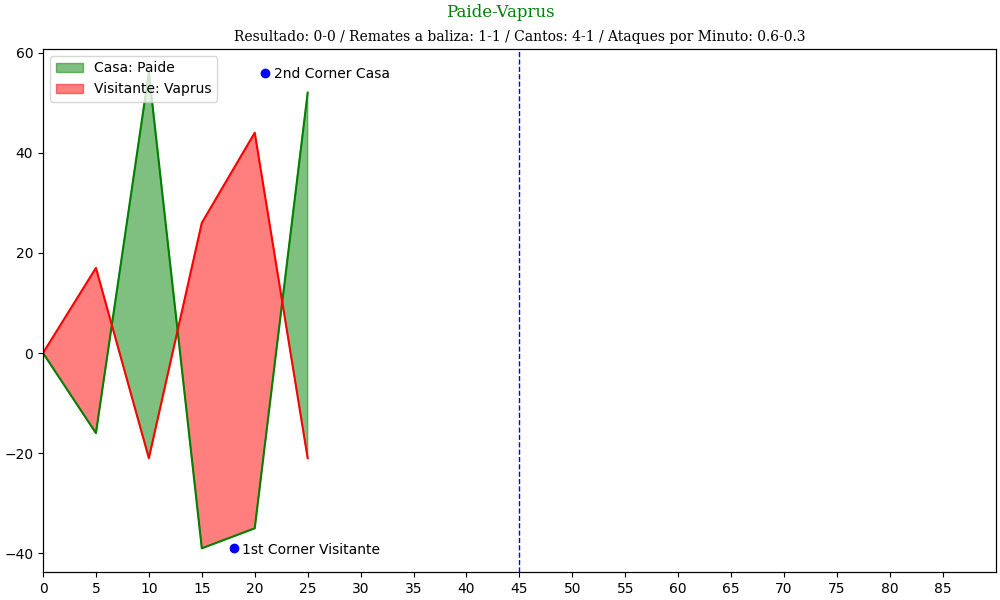 Paide-Vaprus
Resultado: 0-0 / Remates a baliza: 1-1 / Cantos: 4-1 / Ataques por Minuto: 0.6-0.3
60
Casa: Paide
Visitante: Vaprus
2nd Corner Casa
40
20
0
−20
−40
1st Corner Visitante
0 5 10 15 20 25 30 35 40 45 50 55 60 65 70 75 80 85